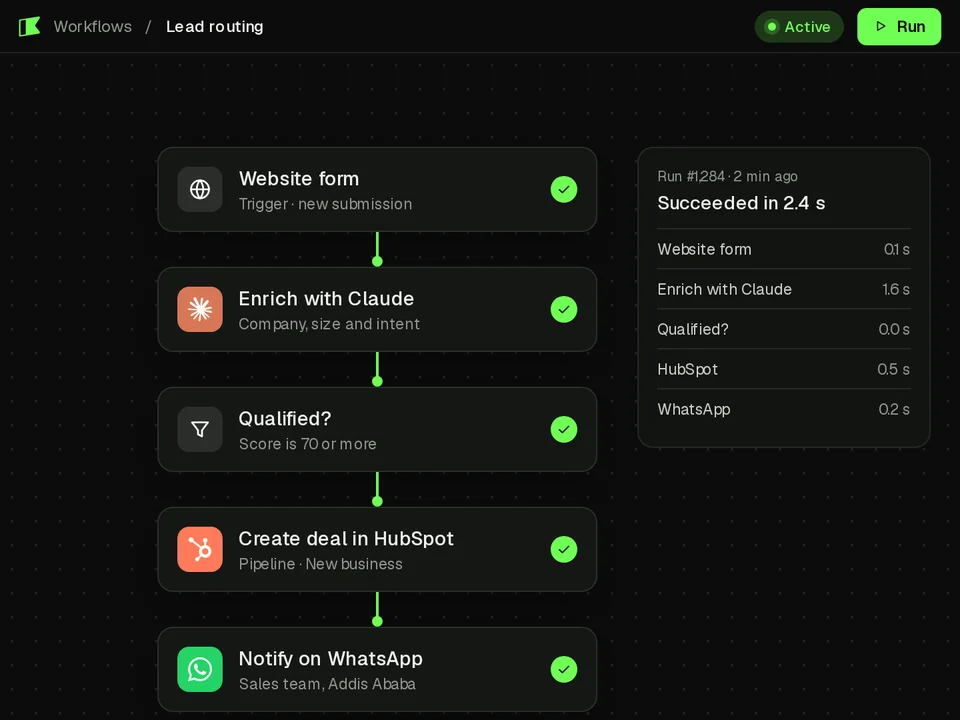 Workflows / Lead routing
Active
Run
Website form
Trigger · new submission
Enrich with Claude
Company, size and intent
Qualified?
Score is 70 or more
Create deal in HubSpot
Pipeline · New business
Notify on WhatsApp
Sales team, Addis Ababa
Run #1,284 · 2 min ago
Succeeded in 2.4 s
Website form 0.1 s
Enrich with Claude 1.6 s
Qualified? 0.0 s
HubSpot 0.5 s
WhatsApp 0.2 s